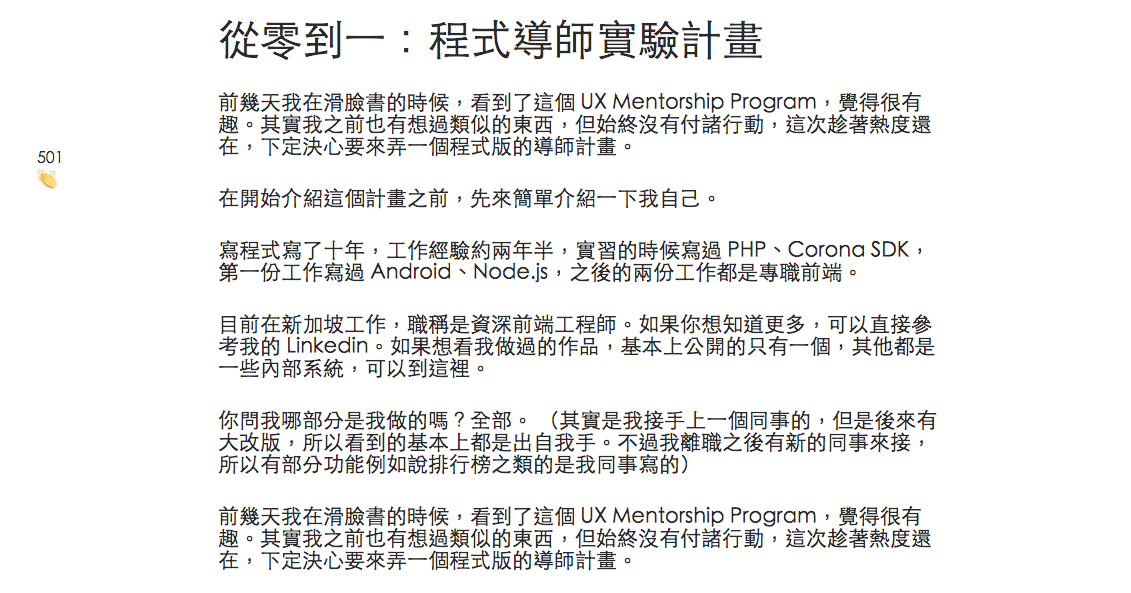 從零到一：程式導師實驗計畫
前幾天我在滑臉書的時候，看到了這個 UX Mentorship Program，覺得很有
趣。其實我之前也有想過類似的東西，但始終沒有付諸行動，這次趁著熱度還
在，下定決心要來弄一個程式版的導師計畫。
501
在開始介紹這個計畫之前，先來簡單介紹一下我自己。
寫程式寫了十年，工作經驗約兩年半，實習的時候寫過 PHP、Corona SDK，
第一份工作寫過 Android、Node.js，之後的兩份工作都是專職前端。
目前在新加坡工作，職稱是資深前端工程師。如果你想知道更多，可以直接參
考我的 Linkedin。如果想看我做過的作品，基本上公開的只有一個，其他都是
一些內部系統，可以到這裡。
你問我哪部分是我做的嗎？全部。（其實是我接手上一個同事的，但是後來有
大改版，所以看到的基本上都是出自我手。不過我離職之後有新的同事來接，
所以有部分功能例如說排行榜之類的是我同事寫的）
前幾天我在滑臉書的時候，看到了這個 UX Mentorship Program，覺得很有
趣。其實我之前也有想過類似的東西，但始終沒有付諸行動，這次趁著熱度還
在，下定決心要來弄一個程式版的導師計畫。